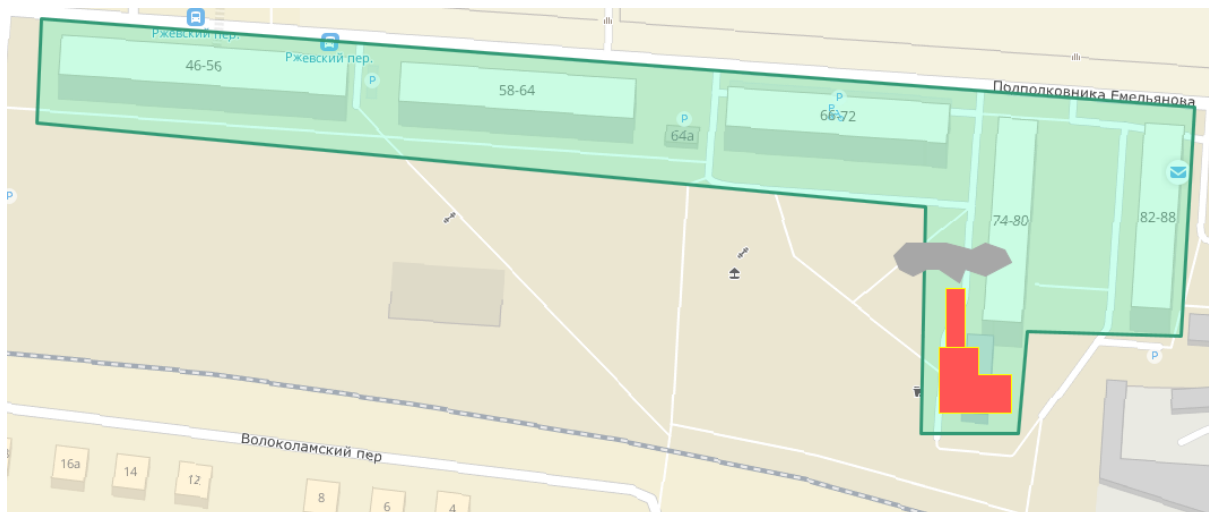 Ржевский пер.
Ржевский пер.
46-56
P
58-64
P
64а
P
66-72
Подполковника Емельянова
74-80
82-88
P
P
Волоколамский пер
16а
14
12
8
6
4